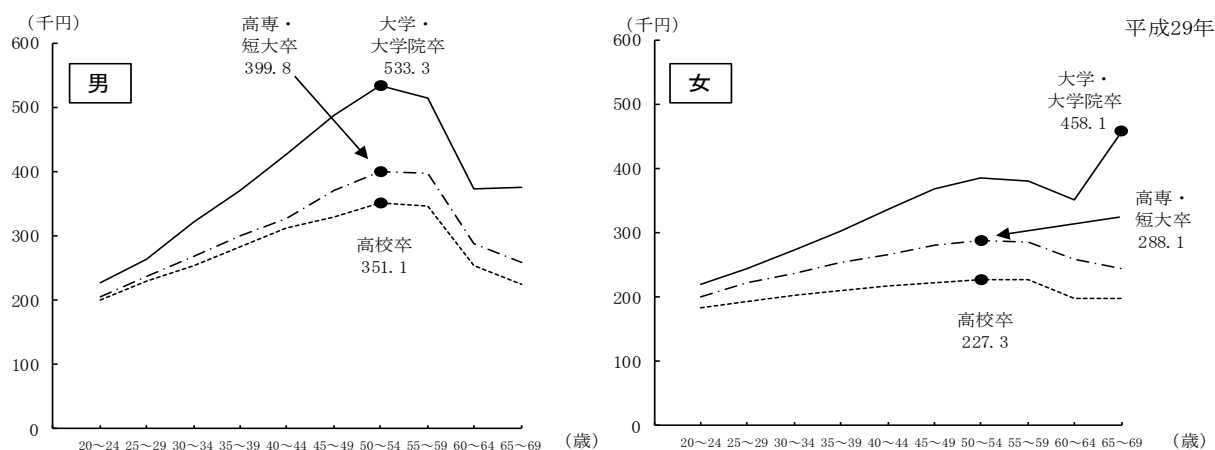 平成29年
（千円）
男
600
500
400
300
200
100
0
高専・
短大卒
399.8
大学・
大学院卒
533.3
高校卒
351.1
20～24 25～29 30～34 35～39 40～44 45～49 50～54 55～59 60～64 65～69 （歳）
（千円）
女
600
500
400
300
200
100
0
大学・
大学院卒
458.1
高専・
短大卒
288.1
高校卒
227.3
20～24 25～29 30～34 35～39 40～44 45～49 50～54 55～59 60～64 65～69 （歳）